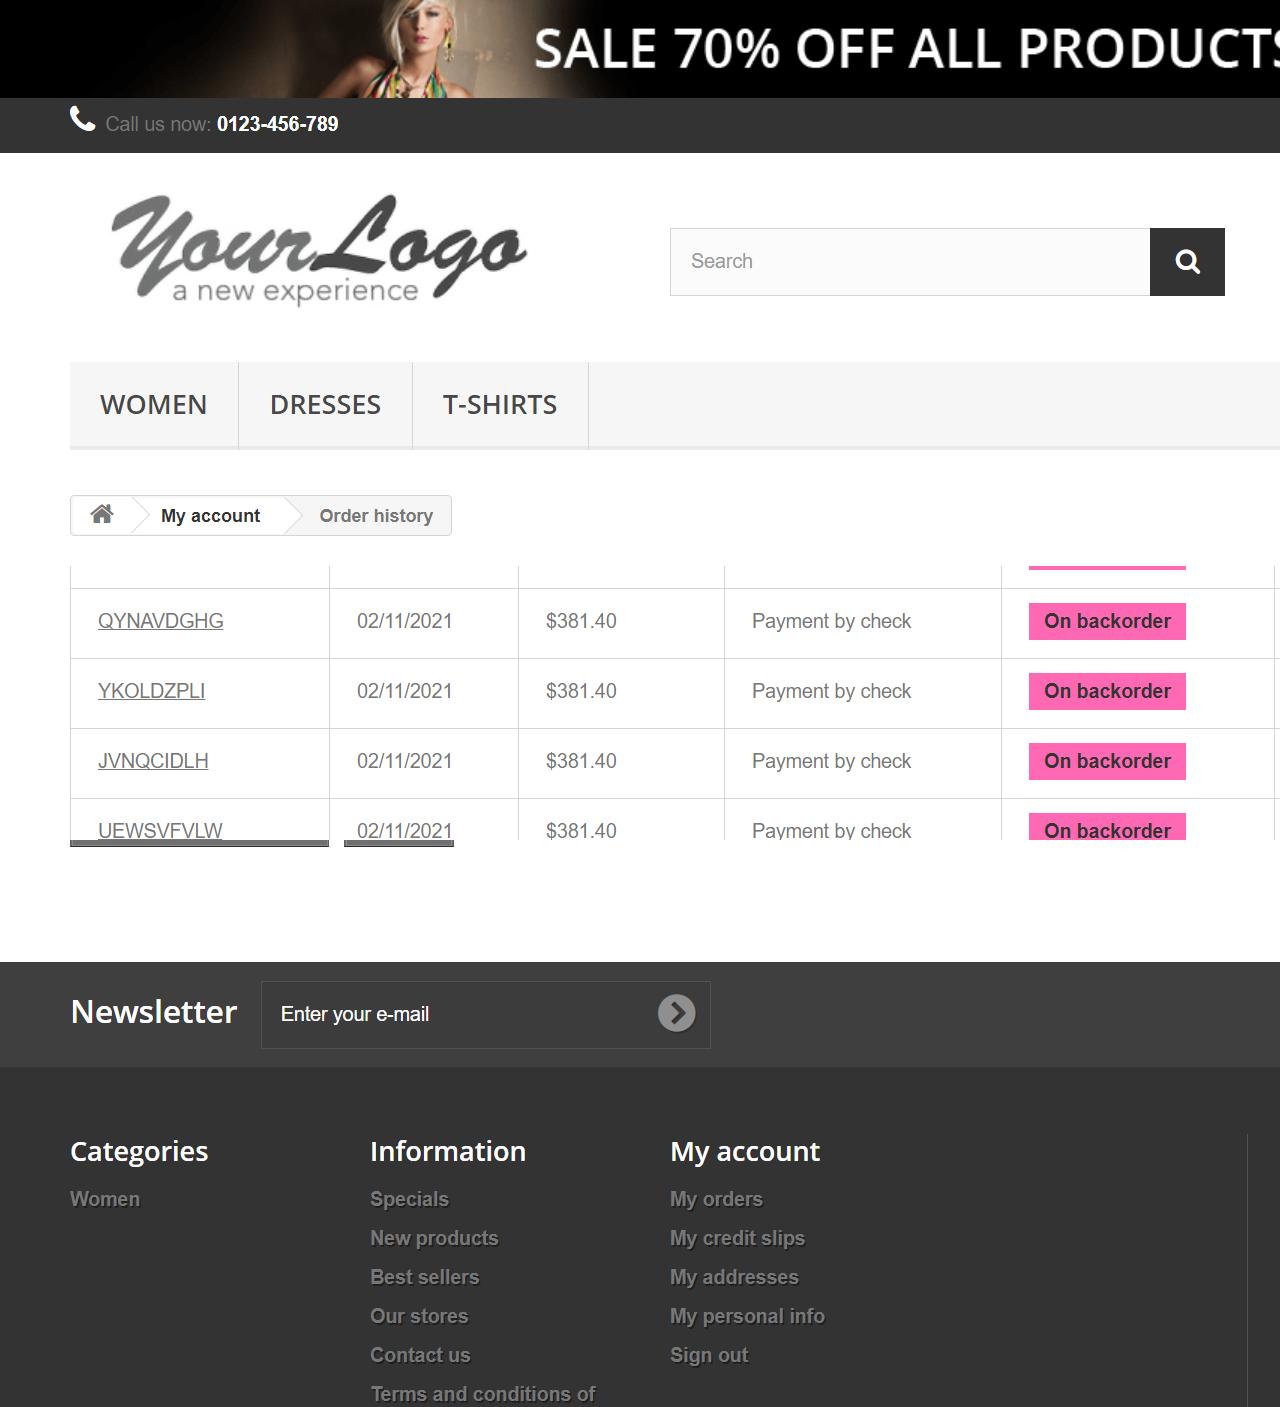 SALE 70% OFF ALL PRODUCTS
Call us now: 0123-456-789
Your Logo
a new experience
Search
WOMEN DRESSES T-SHIRTS
My account Order history
QYNAVDGHG 02/11/2021 $381.40 Payment by check On backorder
YKOLDZPLI 02/11/2021 $381.40 Payment by check On backorder
JVNQCIDLH 02/11/2021 $381.40 Payment by check On backorder
UEWSVFVLW 02/11/2021 $381.40 Payment by check On backorder
Newsletter Enter your e-mail
Categories
Women
Information
Specials
New products
Best sellers
Our stores
Contact us
Terms and conditions of
My account
My orders
My credit slips
My addresses
My personal info
Sign out